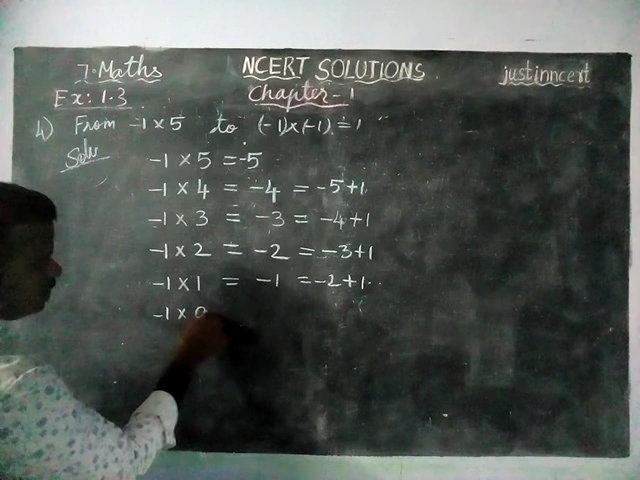 7. Maths NCERT SOLUTIONS justinncert
Ex: 1.3 Chapter - 1
4) From -1 × 5 to (-1)×(-1) = 1
Soln
-1 × 5 = -5
-1 × 4 = -4 = -5+1
-1 × 3 = -3 = -4+1
-1 × 2 = -2 = -3+1
-1 × 1 = -1 = -2+1
-1 × 0